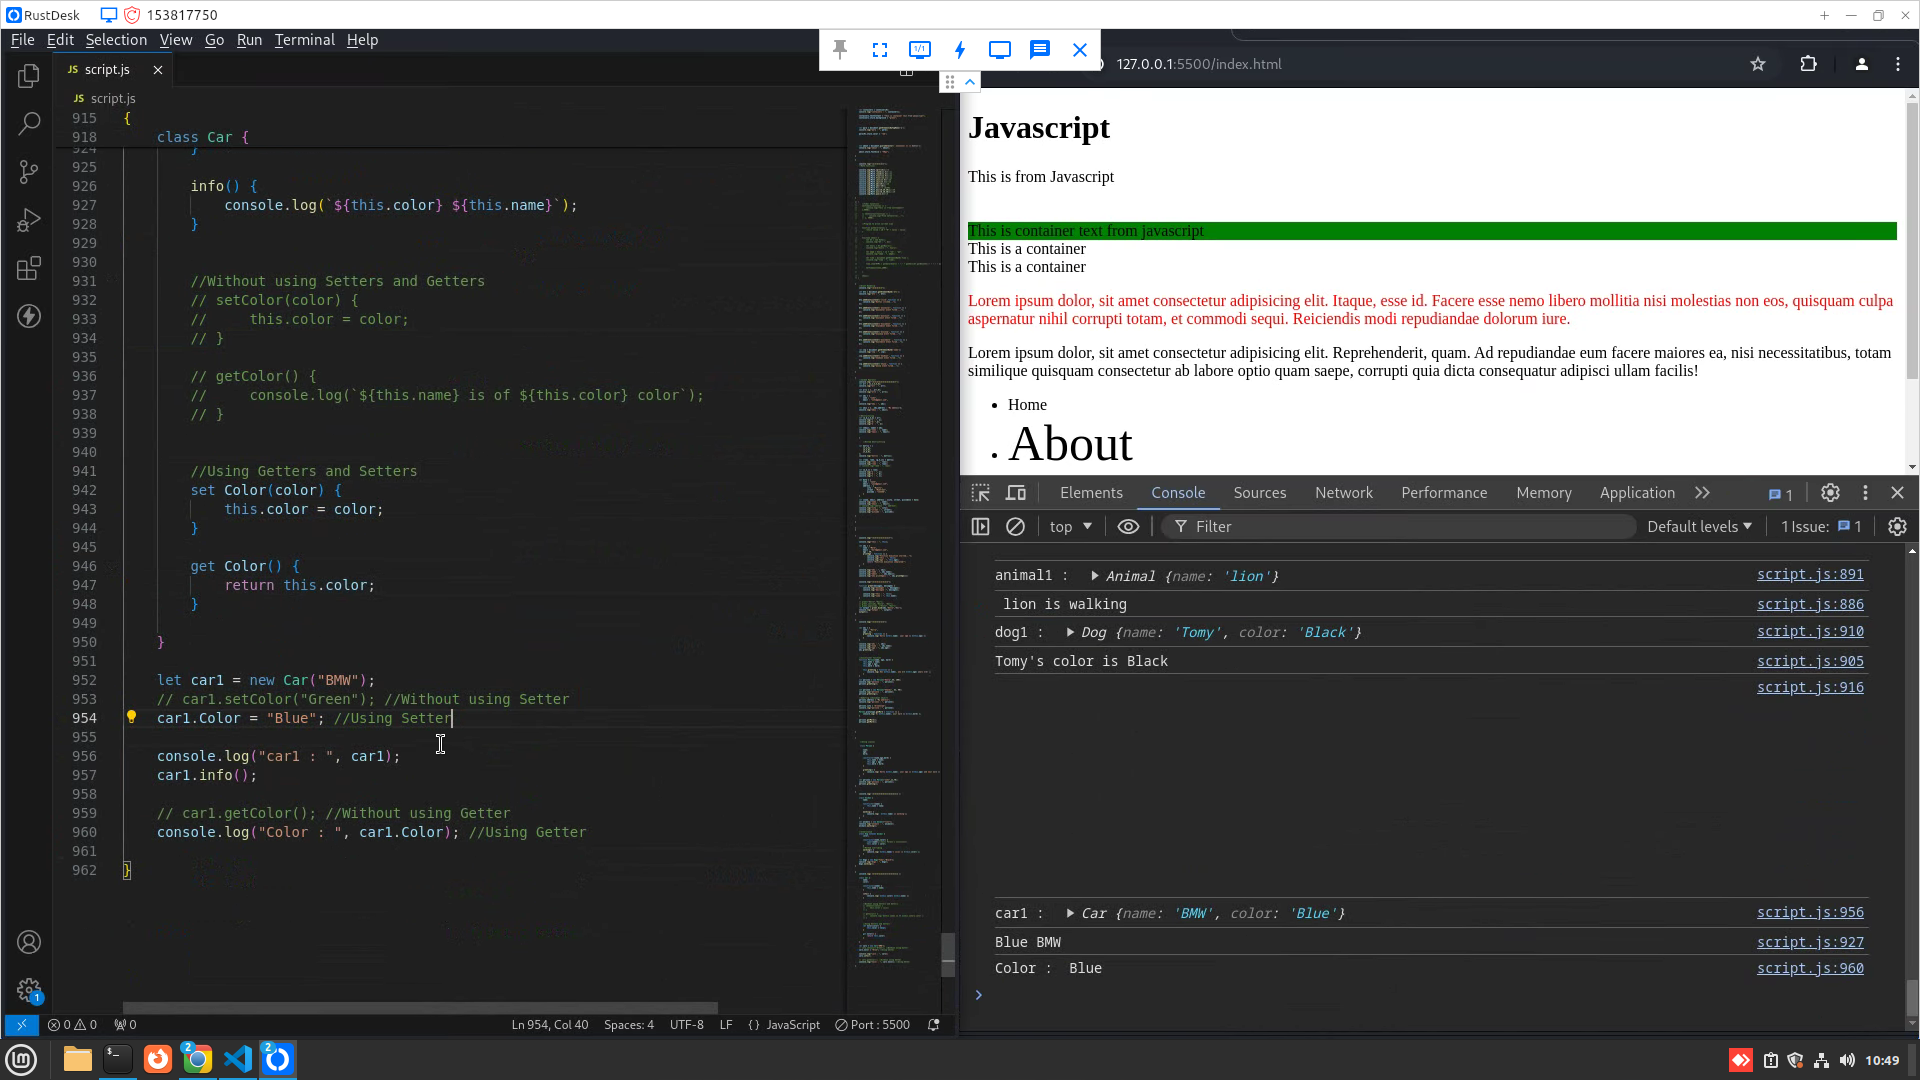 RustDesk 153817750
File Edit Selection View Go Run Terminal Help
JS script.js
JS script.js
915 {
918 class Car {
924 }
925
926 info() {
927 console.log(`${this.color} ${this.name}`);
928 }
929
930
931 //Without using Setters and Getters
932 // setColor(color) {
933 // this.color = color;
934 // }
935
936 // getColor() {
937 // console.log(`${this.name} is of ${this.color} color`);
938 // }
939
940
941 //Using Getters and Setters
942 set Color(color) {
943 this.color = color;
944 }
945
946 get Color() {
947 return this.color;
948 }
949
950 }
951
952 let car1 = new Car("BMW");
953 // car1.setColor("Green"); //Without using Setter
954 car1.Color = "Blue"; //Using Setter
955
956 console.log("car1 : ", car1);
957 car1.info();
958
959 // car1.getColor(); //Without using Getter
960 console.log("Color : ", car1.Color); //Using Getter
961
962 }
0 0 0 Ln 954, Col 40 Spaces: 4 UTF-8 LF {} JavaScript Port : 5500
1/1
127.0.0.1:5500/index.html
Javascript
This is from Javascript
This is container text from javascript
This is a container
This is a container
Lorem ipsum dolor, sit amet consectetur adipisicing elit. Itaque, esse id. Facere esse nemo libero mollitia nisi molestias non eos, quisquam culpa
aspernatur nihil corrupti totam, et commodi sequi. Reiciendis modi repudiandae dolorum iure.
Lorem ipsum dolor, sit amet consectetur adipisicing elit. Reprehenderit, quam. Ad repudiandae eum facere maiores ea, nisi necessitatibus, totam
similique quisquam consectetur ab labore optio quam saepe, corrupti quia dicta consequatur adipisci ullam facilis!
• Home
• About
Elements Console Sources Network Performance Memory Application 1
top Filter Default levels 1 Issue: 1
animal1 : Animal {name: 'lion'} script.js:891
lion is walking script.js:886
dog1 : Dog {name: 'Tomy', color: 'Black'} script.js:910
Tomy's color is Black script.js:905
script.js:916
car1 : Car {name: 'BMW', color: 'Blue'} script.js:956
Blue BMW script.js:927
Color : Blue script.js:960
1
2 2
10:49